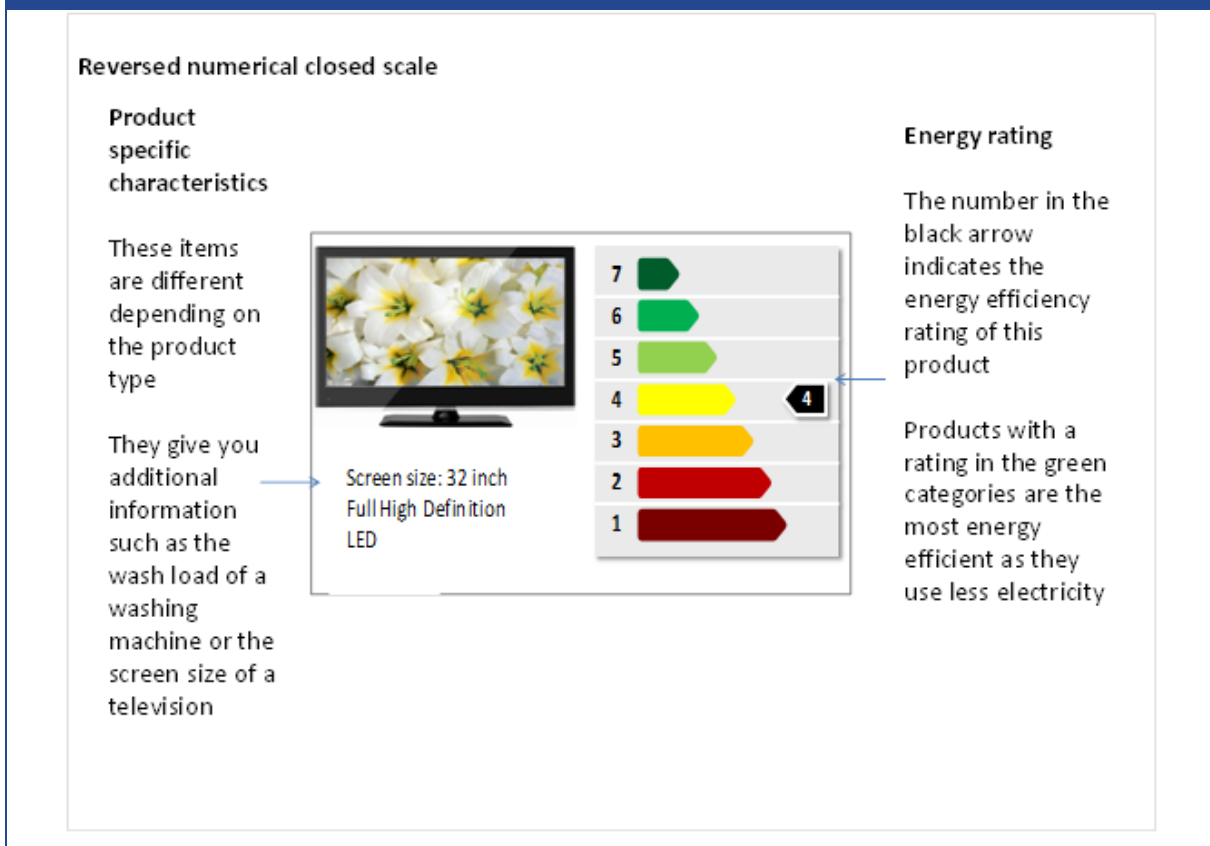 Reversed numerical closed scale
Product
specific
characteristics
These items
are different
depending on
the product
type
They give you
additional
information
such as the
wash load of a
washing
machine or the
screen size of a
television
Screen size: 32 inch
Full High Definition
LED
7
6
5
4
4
3
2
1
Energy rating
The number in the
black arrow
indicates the
energy efficiency
rating of this
product
Products with a
rating in the green
categories are the
most energy
efficient as they
use less electricity